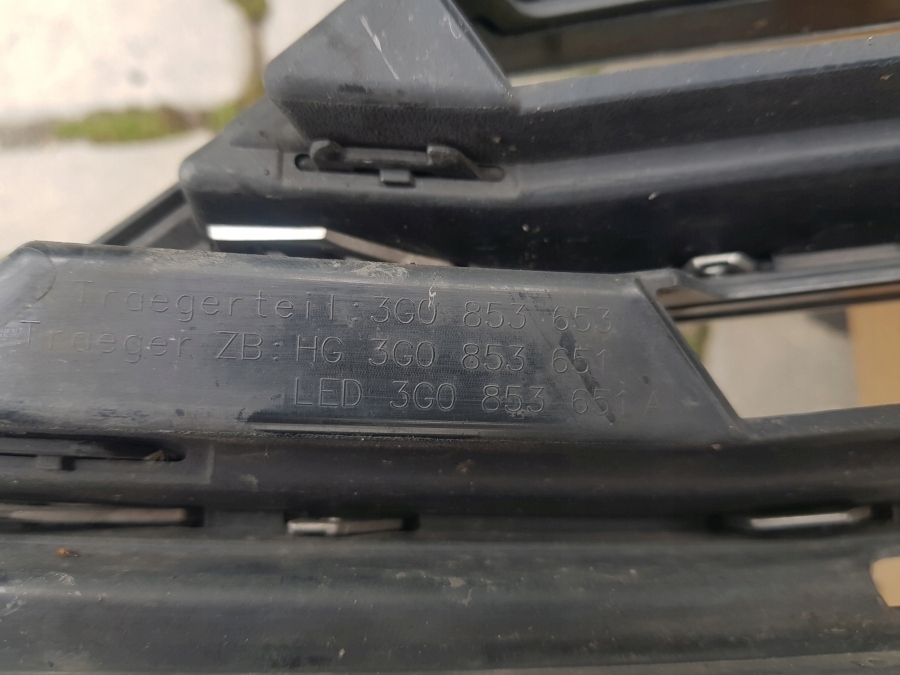 Traegerteil: 3G0 853 653
Traeger ZB: HG 3G0 853 651
LED 3G0 853 651 A